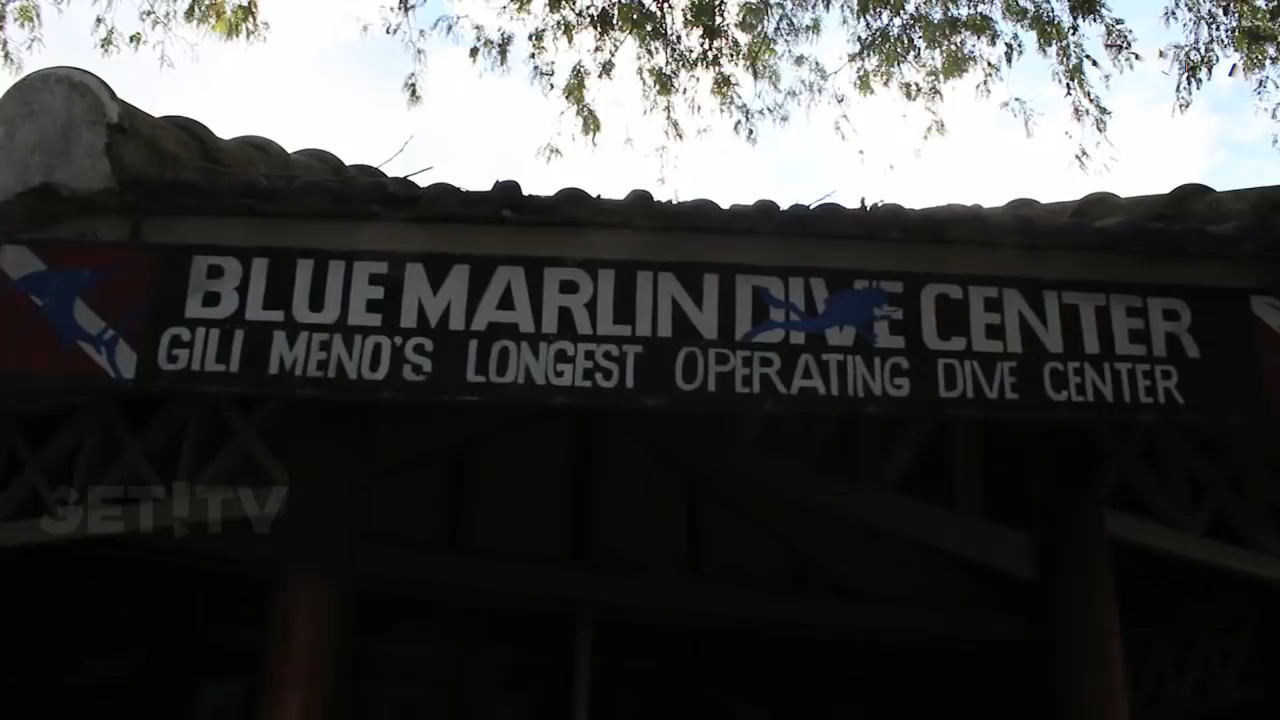 BLUE MARLIN DIVE CENTER
GILI MENO'S LONGEST OPERATING DIVE CENTER
GET!TV